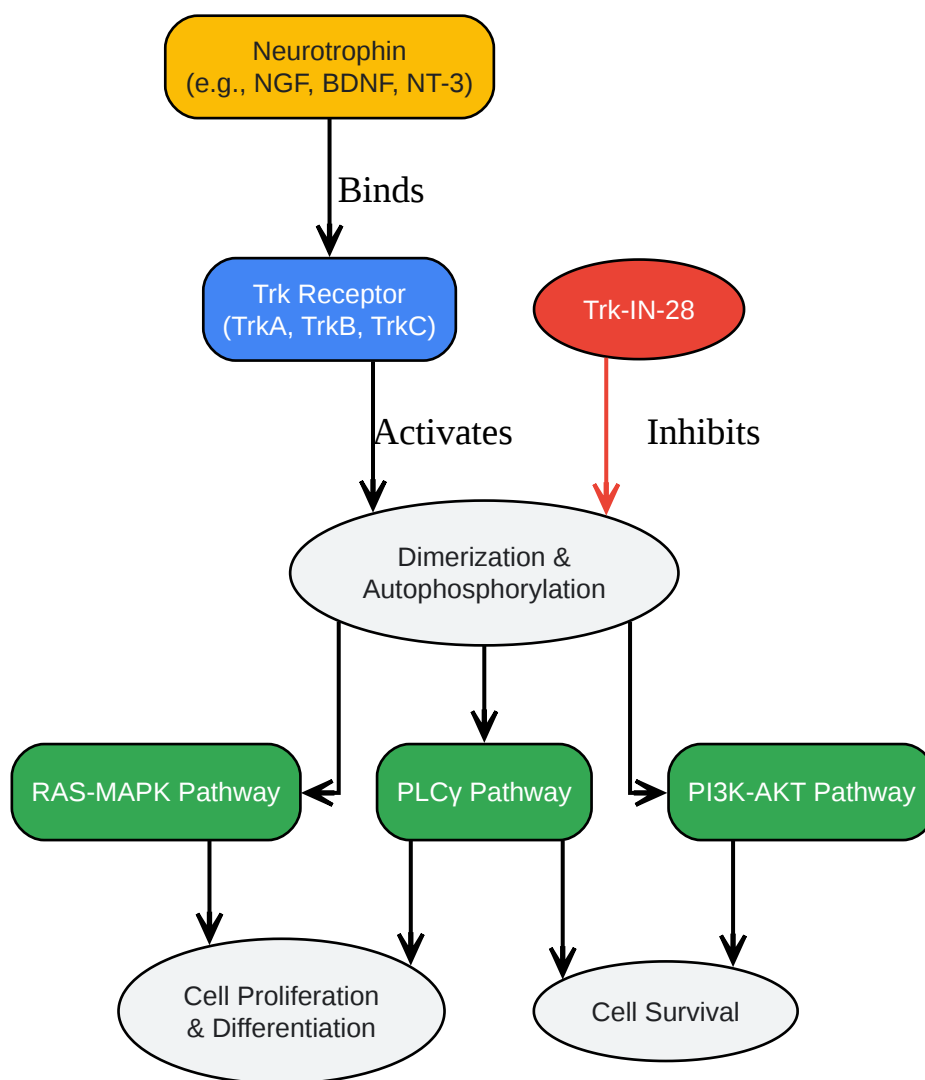 Neurotrophin
(e.g., NGF, BDNF, NT-3)
Binds
Trk Receptor
(TrkA, TrkB, TrkC)
Trk-IN-28
Activates
Inhibits
Dimerization &
Autophosphorylation
RAS-MAPK Pathway
PLCγ Pathway
PI3K-AKT Pathway
Cell Proliferation
& Differentiation
Cell Survival